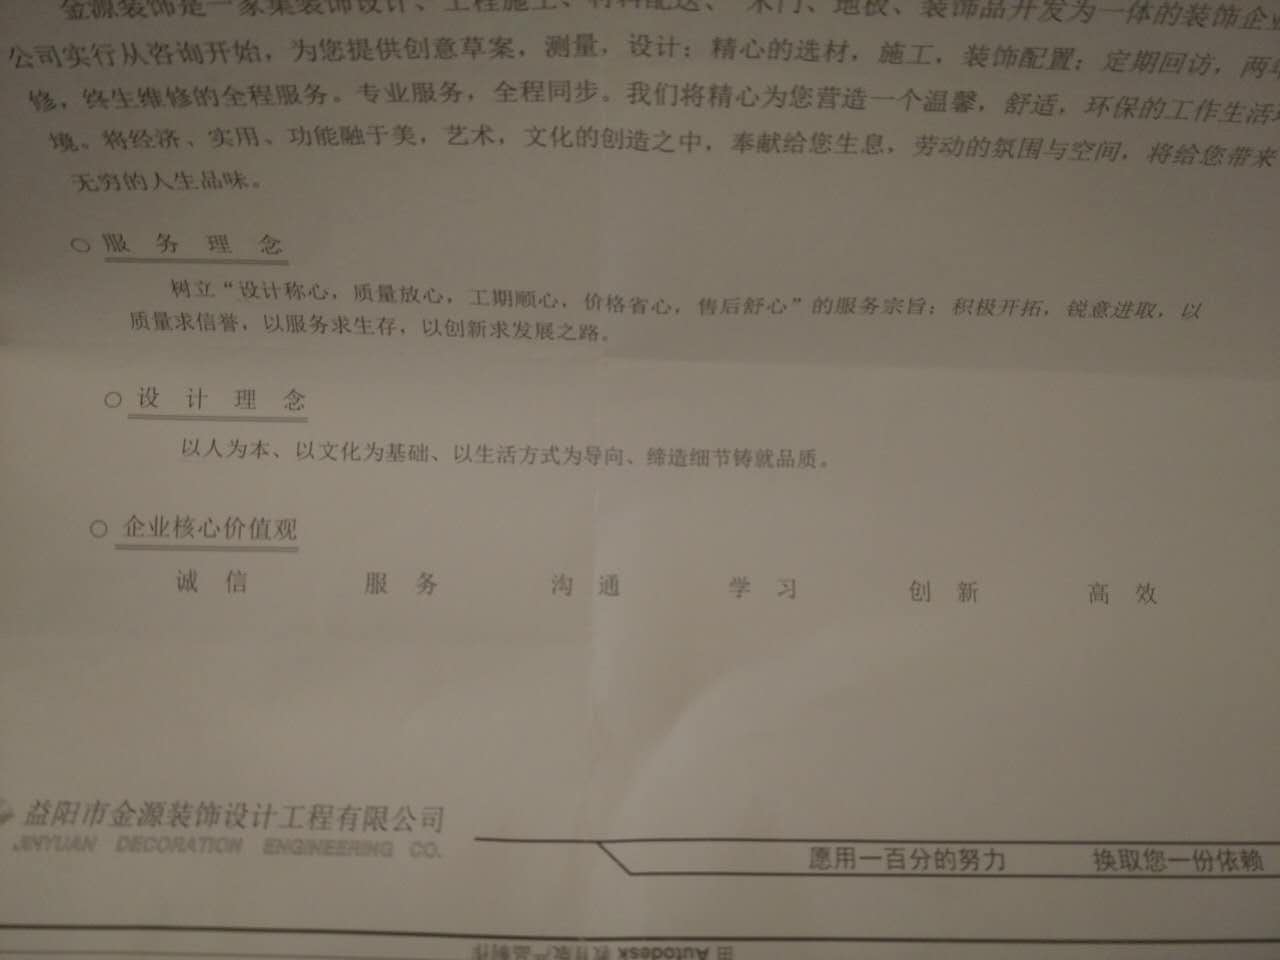 金源装饰是一家集装饰设计、工程施工、材料配送、 木门、地板、装饰品开发为一体的装饰企业
公司实行从咨询开始，为您提供创意草案，测量，设计；精心的选材，施工，装饰配置；定期回访，两年
修，终生维修的全程服务。专业服务，全程同步。我们将精心为您营造一个温馨，舒适，环保的工作生活环
境。将经济、实用、功能融于美，艺术，文化的创造之中，奉献给您生息，劳动的氛围与空间，将给您带来
无穷的人生品味。
○ 服 务 理 念
树立“设计称心，质量放心，工期顺心，价格省心，售后舒心”的服务宗旨；积极开拓，锐意进取，以
质量求信誉，以服务求生存，以创新求发展之路。
○ 设 计 理 念
以人为本、以文化为基础、以生活方式为导向、缔造细节铸就品质。
○ 企业核心价值观
诚 信 服 务 沟 通 学 习 创 新 高 效
益阳市金源装饰设计工程有限公司
JINYUAN DECORATION ENGINEERING CO.
愿用一百分的努力 换取您一份依赖
由 Autodesk 教育版产品制作